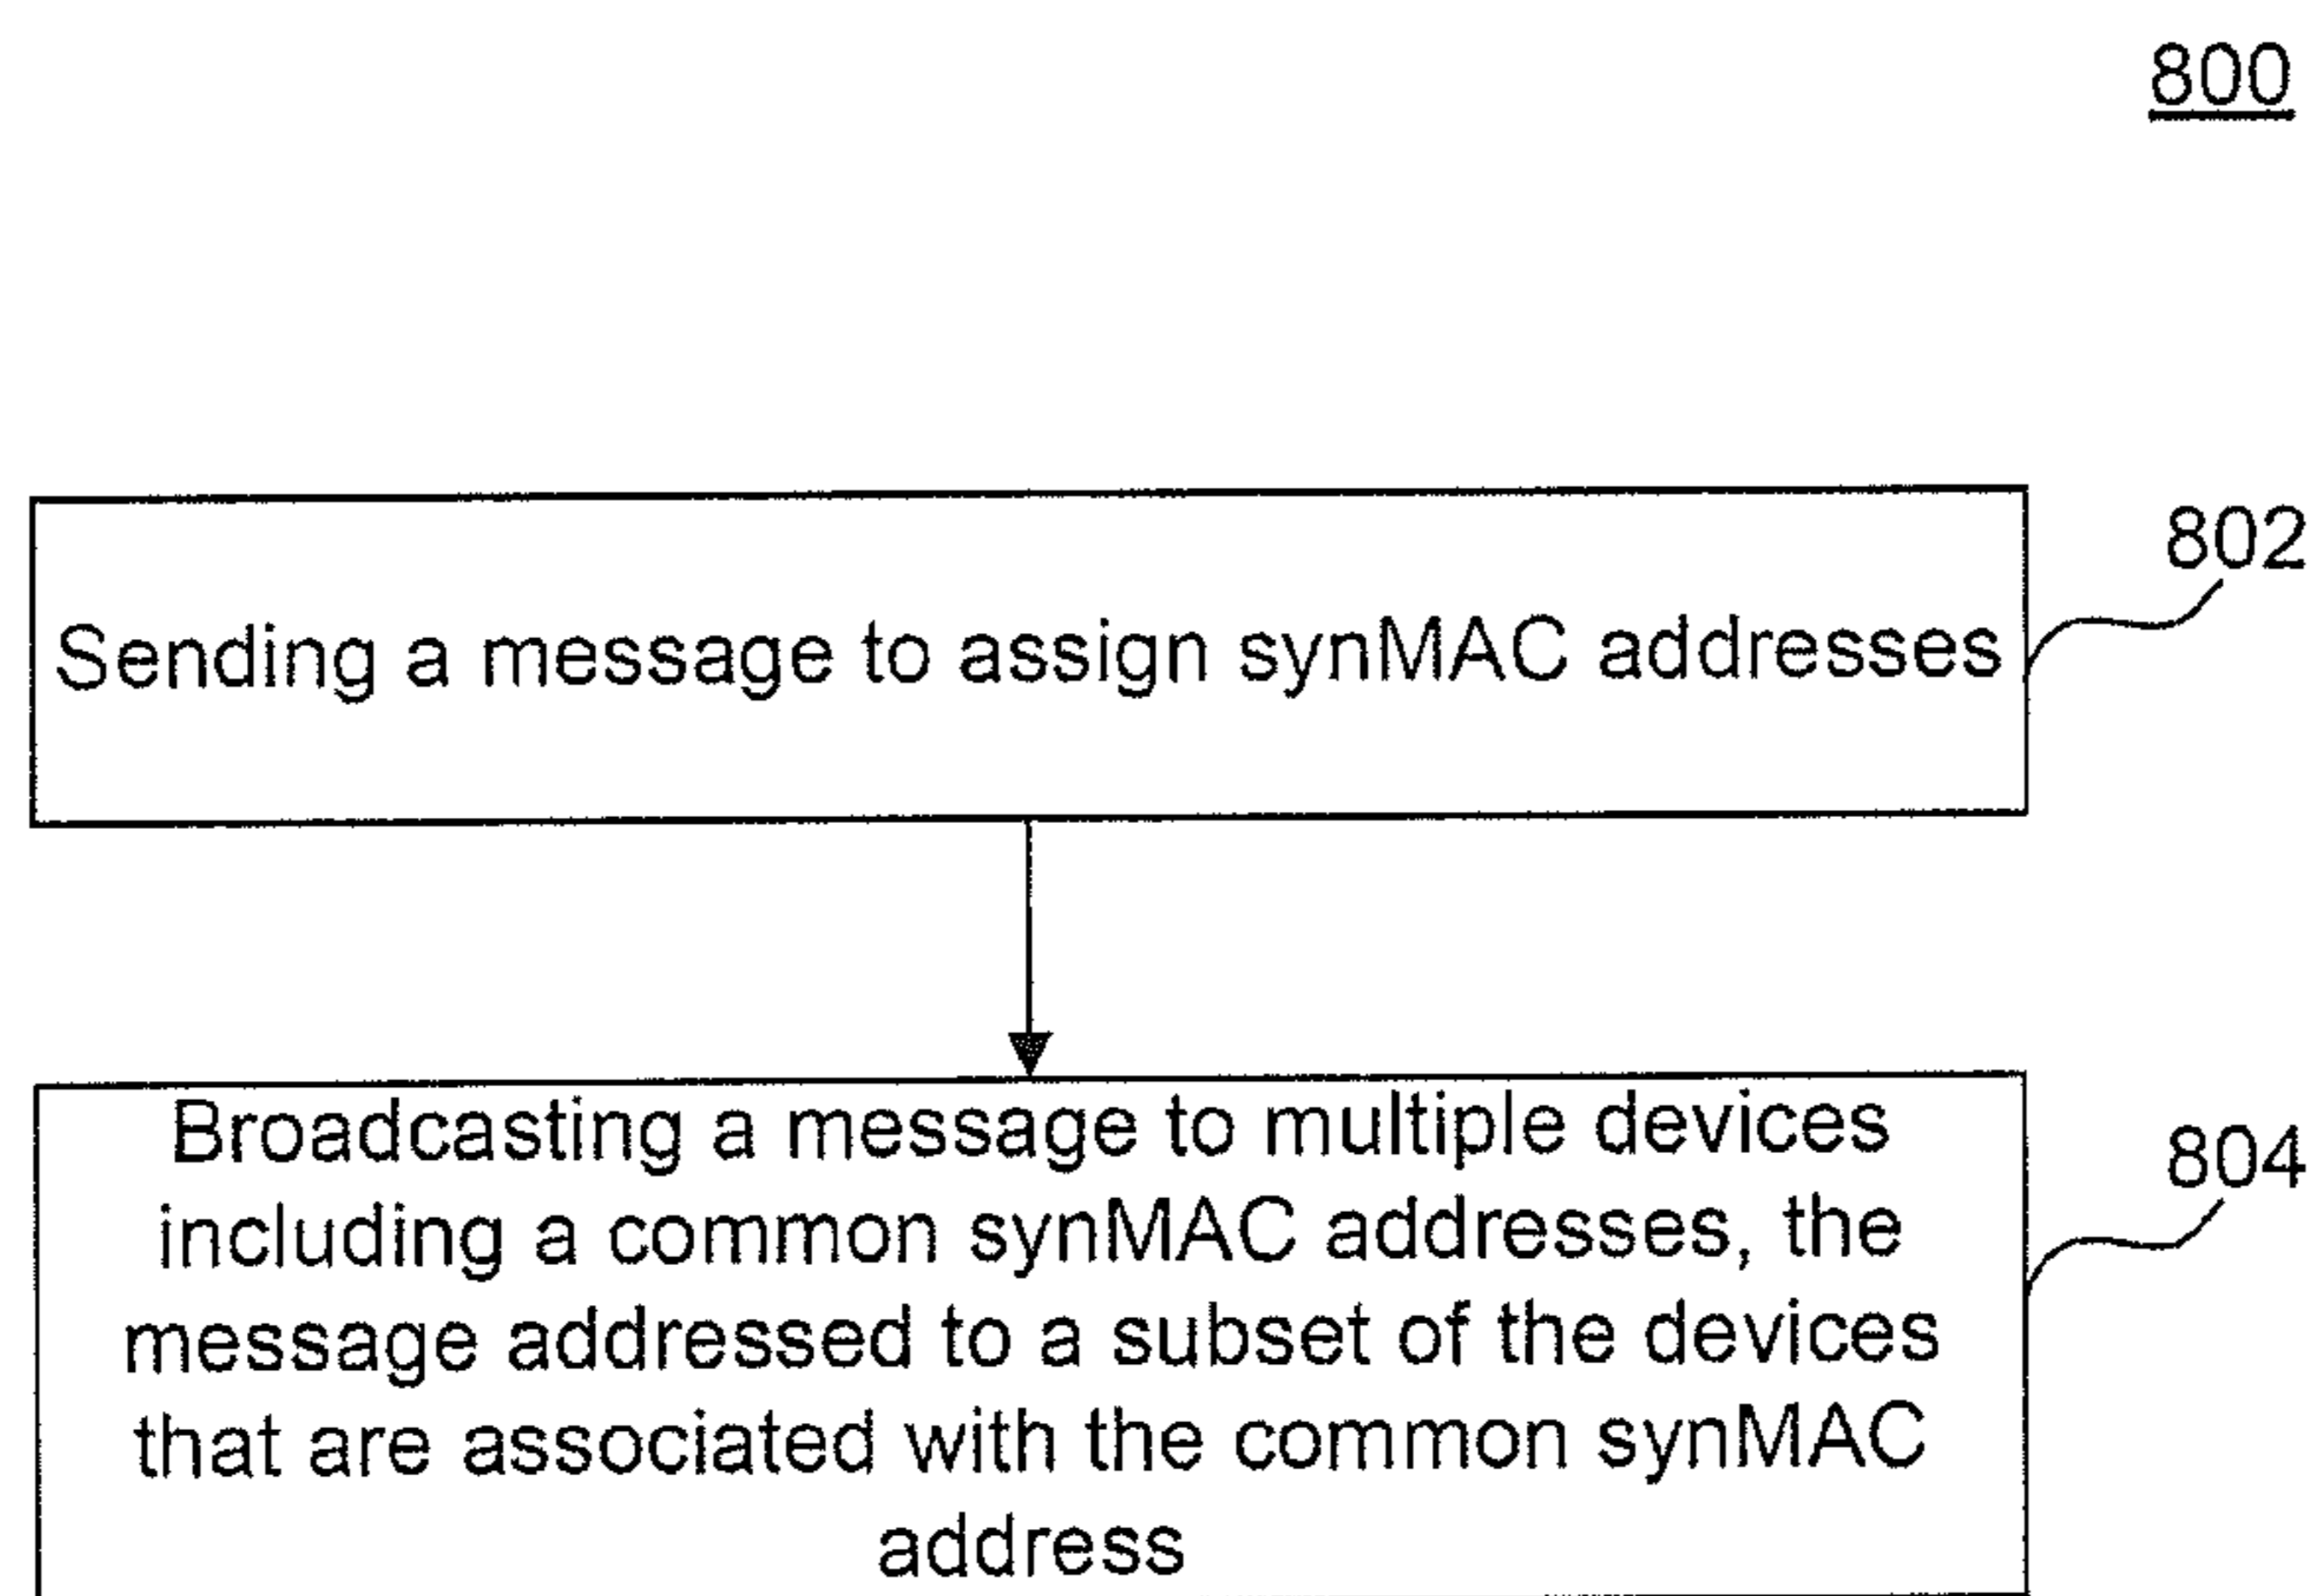 800
802
Sending a message to assign synMAC addresses
Broadcasting a message to multiple devices
804
including a common synMAC addresses, the
message addressed to a subset of the devices
that are associated with the common synMAC
address